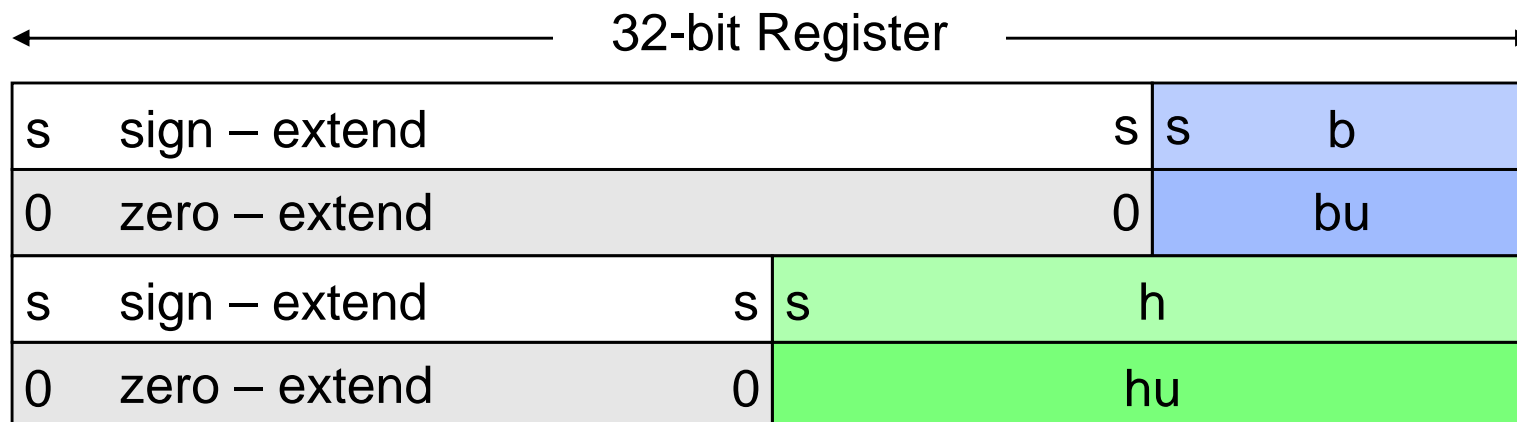 32-bit Register
s sign – extend s s b
0 zero – extend 0 bu
s sign – extend s s h
0 zero – extend 0 hu